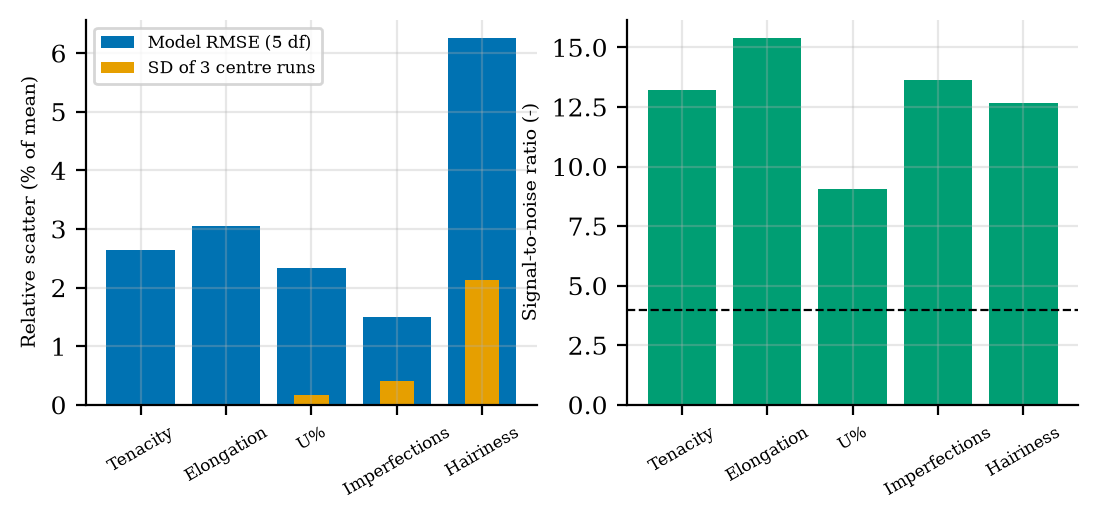 Model RMSE (5 df)
SD of 3 centre runs
Relative scatter (% of mean)
6
5
4
3
2
1
0
Tenacity
Elongation
U%
Imperfections
Hairiness
Signal-to-noise ratio (-)
15.0
12.5
10.0
7.5
5.0
2.5
0.0
Tenacity
Elongation
U%
Imperfections
Hairiness